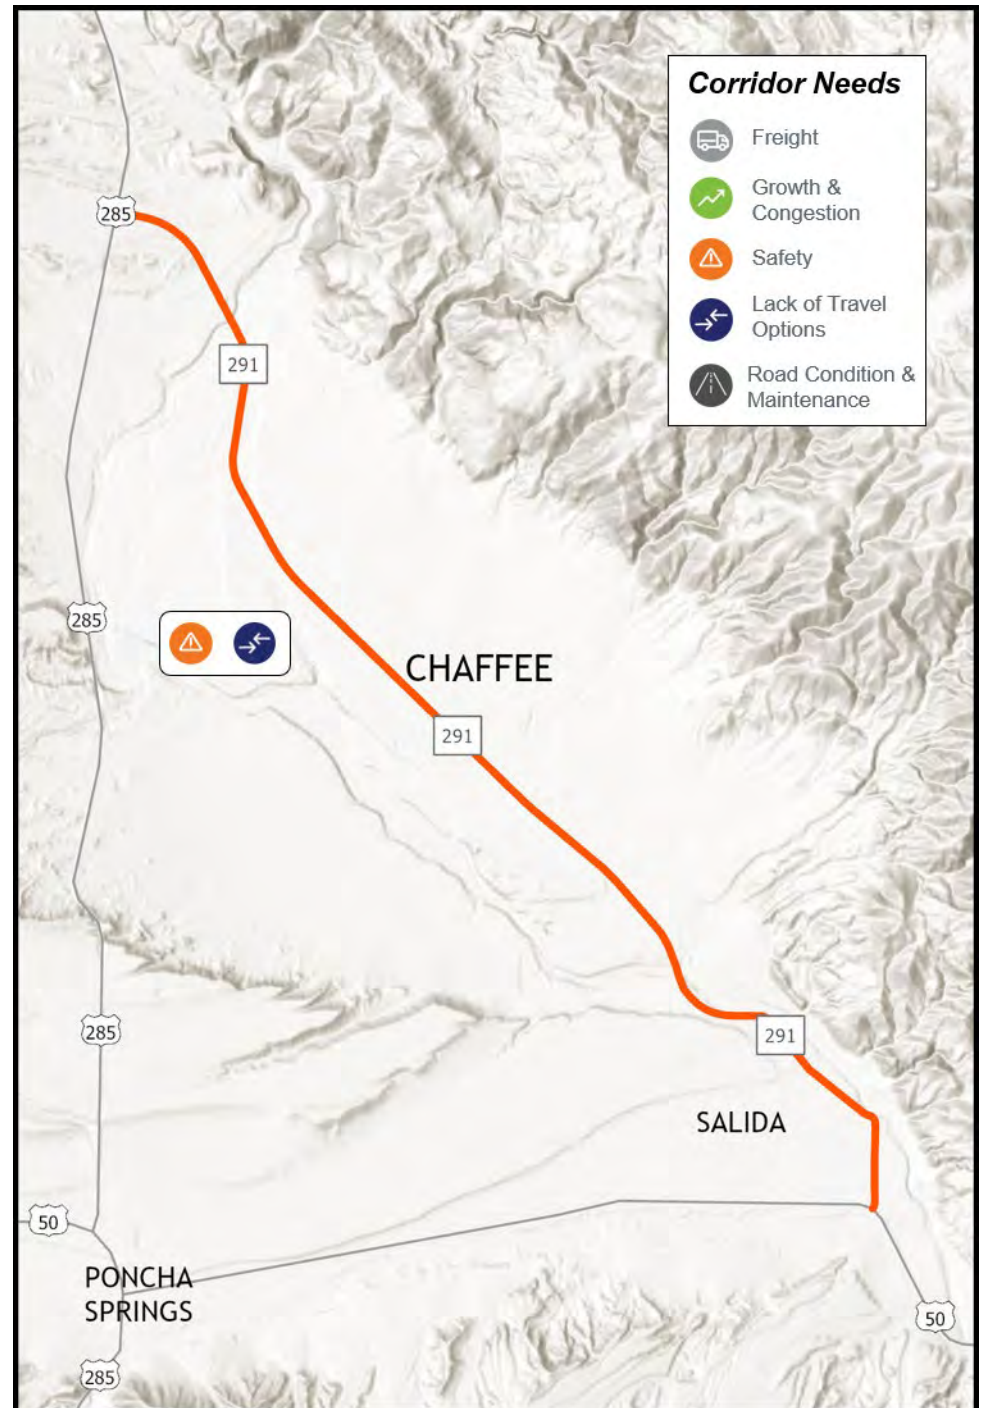 Corridor Needs
Freight
Growth &
Congestion
Safety
Lack of Travel
Options
Road Condition &
Maintenance
285
291
285
CHAFFEE
291
285
291
SALIDA
50
PONCHA
SPRINGS
50
285